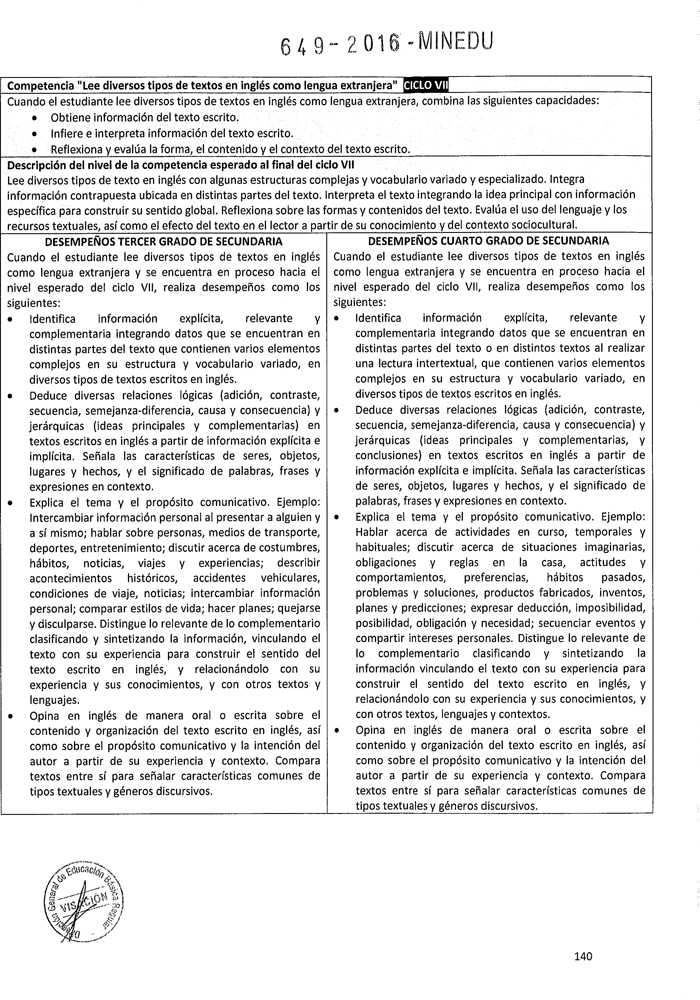 649-2016-MINEDU
Competencia "Lee diversos tipos de textos en inglés como lengua extranjera" CICLO VII
Cuando el estudiante lee diversos tipos de textos en inglés como lengua extranjera, combina las siguientes capacidades:
• Obtiene información del texto escrito.
• Infiere e interpreta información del texto escrito.
• Reflexiona y evalúa la forma, el contenido y el contexto del texto escrito.
Descripción del nivel de la competencia esperado al final del ciclo VII
Lee diversos tipos de texto en inglés con algunas estructuras complejas y vocabulario variado y especializado. Integra
información contrapuesta ubicada en distintas partes del texto. Interpreta el texto integrando la idea principal con información
específica para construir su sentido global. Reflexiona sobre las formas y contenidos del texto. Evalúa el uso del lenguaje y los
recursos textuales, así como el efecto del texto en el lector a partir de su conocimiento y del contexto sociocultural.
DESEMPEÑOS TERCER GRADO DE SECUNDARIA
Cuando el estudiante lee diversos tipos de textos en inglés
como lengua extranjera y se encuentra en proceso hacia el
nivel esperado del ciclo VII, realiza desempeños como los
siguientes:
• Identifica información explícita, relevante y
complementaria integrando datos que se encuentran en
distintas partes del texto que contienen varios elementos
complejos en su estructura y vocabulario variado, en
diversos tipos de textos escritos en inglés.
• Deduce diversas relaciones lógicas (adición, contraste,
secuencia, semejanza-diferencia, causa y consecuencia) y
jerárquicas (ideas principales y complementarias) en
textos escritos en inglés a partir de información explícita e
implícita. Señala las características de seres, objetos,
lugares y hechos, y el significado de palabras, frases y
expresiones en contexto.
• Explica el tema y el propósito comunicativo. Ejemplo:
Intercambiar información personal al presentar a alguien y
a sí mismo; hablar sobre personas, medios de transporte,
deportes, entretenimiento; discutir acerca de costumbres,
hábitos, noticias, viajes y experiencias; describir
acontecimientos históricos, accidentes vehiculares,
condiciones de viaje, noticias; intercambiar información
personal; comparar estilos de vida; hacer planes; quejarse
y disculparse. Distingue lo relevante de lo complementario
clasificando y sintetizando la información, vinculando el
texto con su experiencia para construir el sentido del
texto escrito en inglés, y relacionándolo con su
experiencia y sus conocimientos, y con otros textos y
lenguajes.
• Opina en inglés de manera oral o escrita sobre el
contenido y organización del texto escrito en inglés, así
como sobre el propósito comunicativo y la intención del
autor a partir de su experiencia y contexto. Compara
textos entre sí para señalar características comunes de
tipos textuales y géneros discursivos.
DESEMPEÑOS CUARTO GRADO DE SECUNDARIA
Cuando el estudiante lee diversos tipos de textos en inglés
como lengua extranjera y se encuentra en proceso hacia el
nivel esperado del ciclo VII, realiza desempeños como los
siguientes:
• Identifica información explícita, relevante y
complementaria integrando datos que se encuentran en
distintas partes del texto o en distintos textos al realizar
una lectura intertextual, que contienen varios elementos
complejos en su estructura y vocabulario variado, en
diversos tipos de textos escritos en inglés.
• Deduce diversas relaciones lógicas (adición, contraste,
secuencia, semejanza-diferencia, causa y consecuencia) y
jerárquicas (ideas principales y complementarias, y
conclusiones) en textos escritos en inglés a partir de
información explícita e implícita. Señala las características
de seres, objetos, lugares y hechos, y el significado de
palabras, frases y expresiones en contexto.
• Explica el tema y el propósito comunicativo. Ejemplo:
Hablar acerca de actividades en curso, temporales y
habituales; discutir acerca de situaciones imaginarias,
obligaciones y reglas en la casa, actitudes y
comportamientos, preferencias, hábitos pasados,
problemas y soluciones, productos fabricados, inventos,
planes y predicciones; expresar deducción, imposibilidad,
posibilidad, obligación y necesidad; secuenciar eventos y
compartir intereses personales. Distingue lo relevante de
lo complementario clasificando y sintetizando la
información vinculando el texto con su experiencia para
construir el sentido del texto escrito en inglés, y
relacionándolo con su experiencia y sus conocimientos, y
con otros textos, lenguajes y contextos.
• Opina en inglés de manera oral o escrita sobre el
contenido y organización del texto escrito en inglés, así
como sobre el propósito comunicativo y la intención del
autor a partir de su experiencia y contexto. Compara
textos entre sí para señalar características comunes de
tipos textuales y géneros discursivos.
Dirección General de Educación Básica Regular
VISACIÓN
140